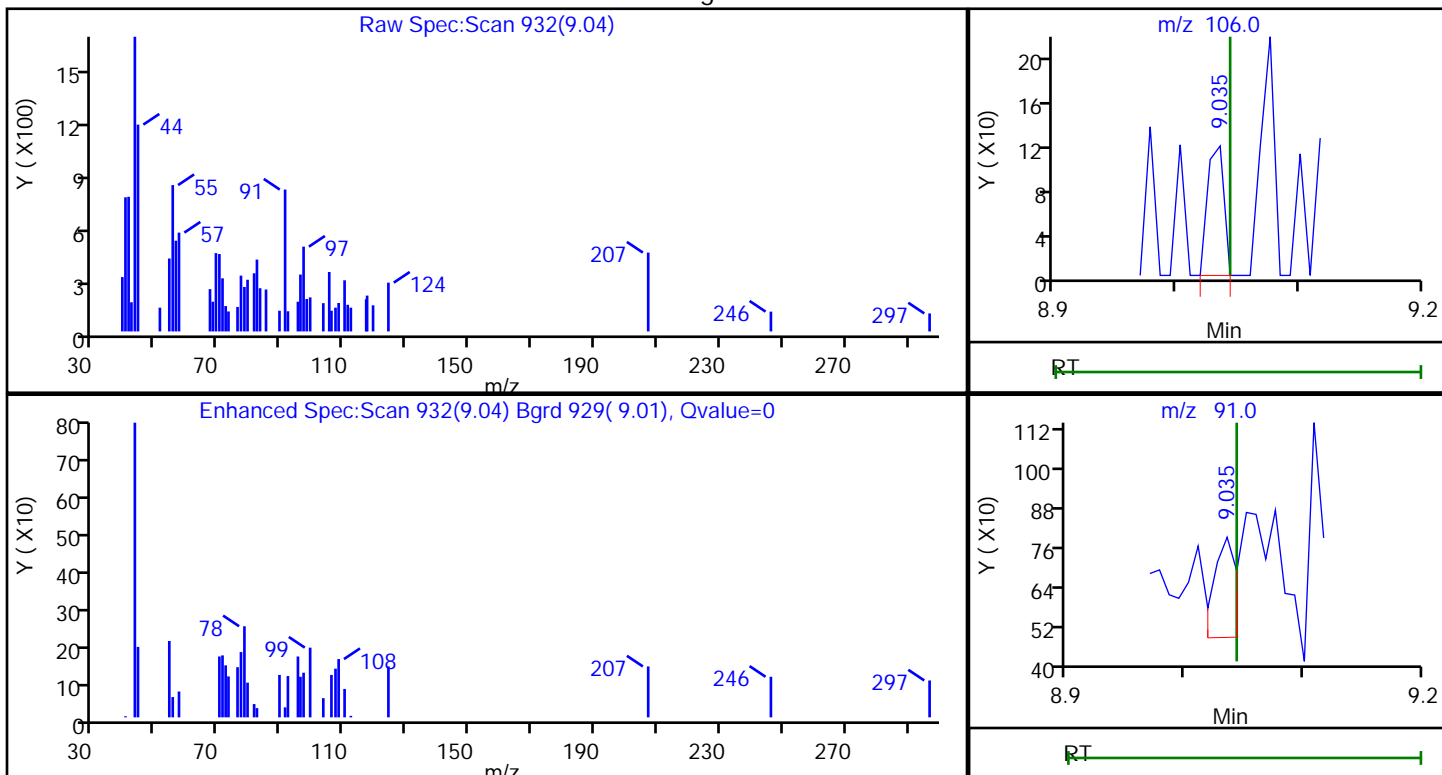 Raw Spec:Scan 932(9.04)
Y ( X100)
15
12
9
6
3
0
44
55
57
91
97
124
207
246
297
30 70 110 150 190 230 270
m/z
m/z 106.0
Y ( X10)
20
16
12
8
4
0
9.035
8.9 9.2
Min
RT
Enhanced Spec:Scan 932(9.04) Bgrd 929( 9.01), Qvalue=0
Y ( X10)
80
70
60
50
40
30
20
10
0
78
99
108
207
246
297
30 70 110 150 190 230 270
m/z
m/z 91.0
Y ( X10)
112
100
88
76
64
52
40
9.035
8.9 9.2
Min
RT